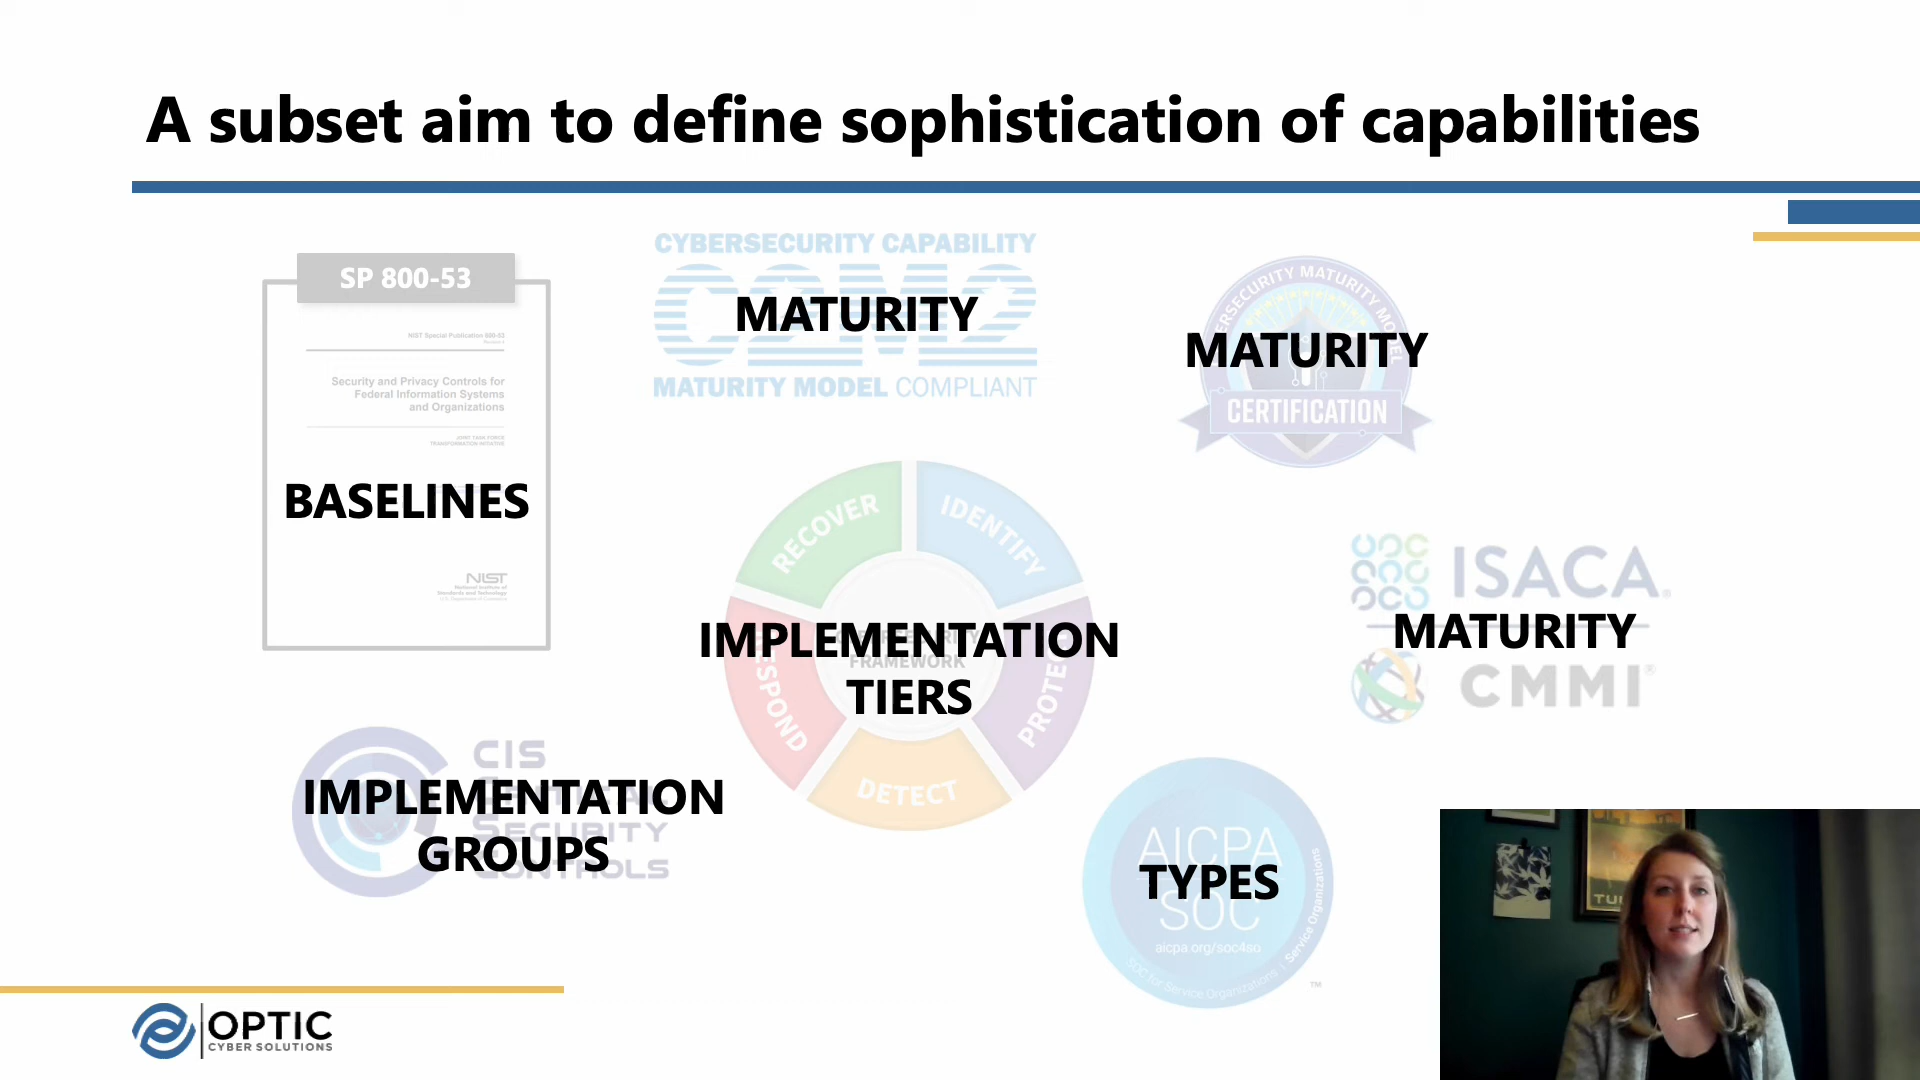 A subset aim to define sophistication of capabilities
SP 800-53
NIST Special Publication 800-53
Security and Privacy Controls for
Federal Information Systems
and Organizations
JOINT TASK FORCE
TRANSFORMATION INITIATIVE
BASELINES
NIST
National Institute of
Standards and Technology
U.S. Department of Commerce
CYBERSECURITY CAPABILITY
C2M2
MATURITY
MATURITY MODEL COMPLIANT
CYBERSECURITY MATURITY MODEL
MATURITY
CERTIFICATION
RECOVER
IDENTIFY
IMPLEMENTATION
FRAMEWORK
TIERS
RESPOND
PROTECT
DETECT
ISACA®
MATURITY
CMMI®
CIS
IMPLEMENTATION
SECURITY
GROUPS
CONTROLS
AICPA
TYPES
SOC
aicpa.org/soc4so
SOC for Service Organizations | Service Organizations
TM
OPTIC
CYBER SOLUTIONS